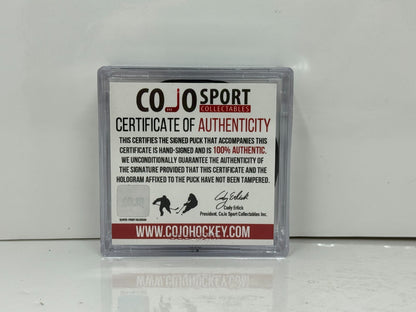 COJO SPORT
COLLECTABLES
CERTIFICATE OF AUTHENTICITY
THIS CERTIFIES THE SIGNED PUCK THAT ACCOMPANIES THIS
CERTIFICATE IS HAND-SIGNED AND IS 100% AUTHENTIC.
WE UNCONDITIONALLY GUARANTEE THE AUTHENTICITY OF
THE SIGNATURE PROVIDED THAT THIS CERTIFICATE AND THE
HOLOGRAM AFFIXED TO THE PUCK HAVE NOT BEEN TAMPERED.
Cody Erlick
President, CoJo Sport Collectables Inc.
WWW.COJOHOCKEY.COM